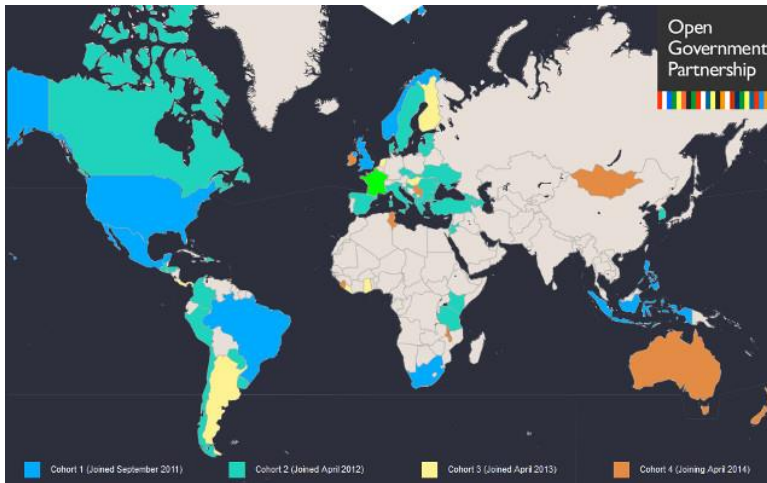 Open
Government
Partnership
Cohort 1 (Joined September 2011)
Cohort 2 (Joined April 2012)
Cohort 3 (Joined April 2013)
Cohort 4 (Joining April 2014)